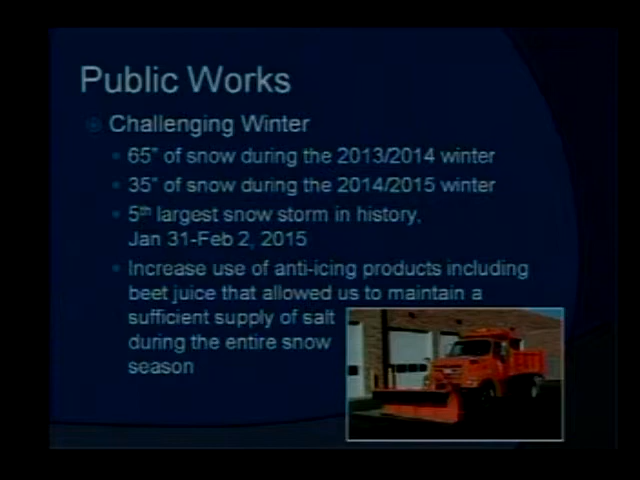 Public Works
Challenging Winter
65" of snow during the 2013/2014 winter
35" of snow during the 2014/2015 winter
5th largest snow storm in history,
Jan 31-Feb 2, 2015
Increase use of anti-icing products including
beet juice that allowed us to maintain a
sufficient supply of salt
during the entire snow
season